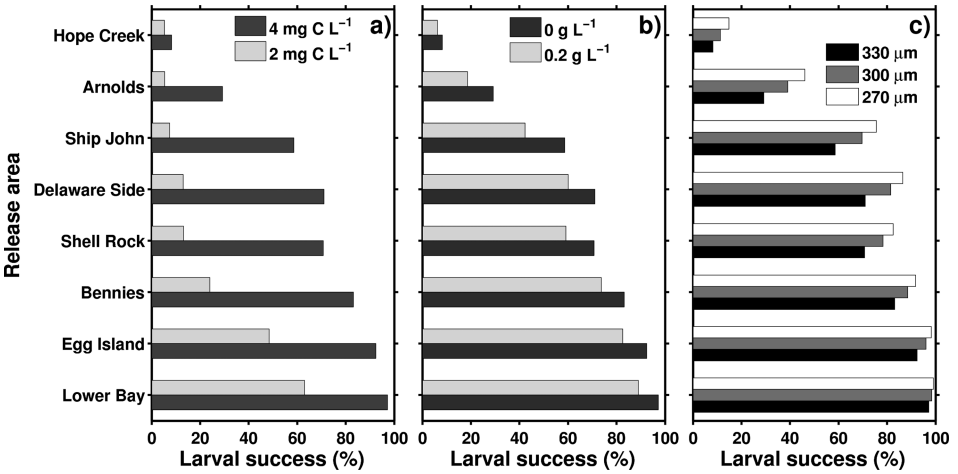 Release area
Hope Creek
Arnolds
Ship John
Delaware Side
Shell Rock
Bennies
Egg Island
Lower Bay
a)
4 mg C L⁻¹
2 mg C L⁻¹
0 20 40 60 80 100
Larval success (%)
b)
0 g L⁻¹
0.2 g L⁻¹
0 20 40 60 80 100
Larval success (%)
c)
330 μm
300 μm
270 μm
0 20 40 60 80 100
Larval success (%)